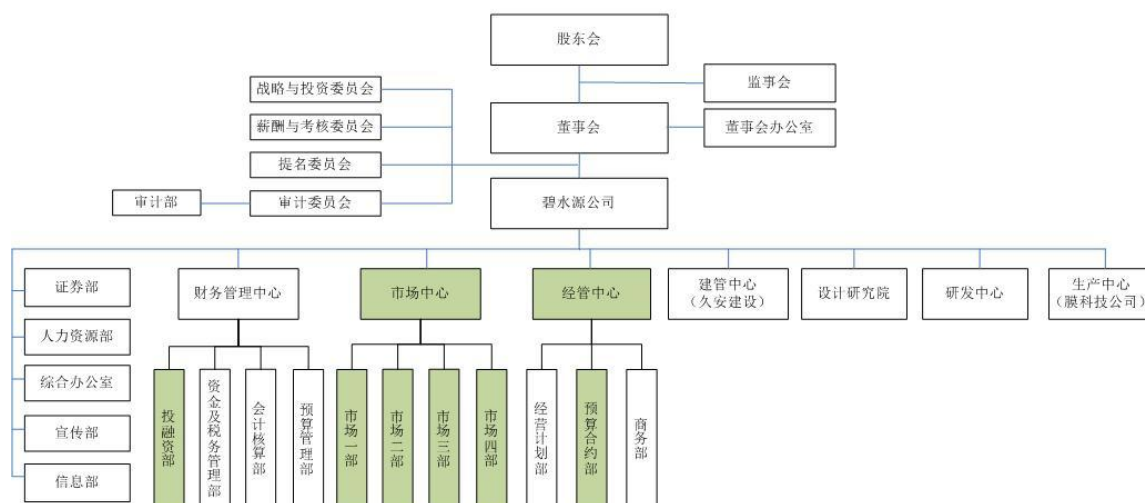 股东会
监事会
战略与投资委员会
薪酬与考核委员会
董事会
董事会办公室
提名委员会
审计部
审计委员会
碧水源公司
证券部
人力资源部
综合办公室
宣传部
信息部
财务管理中心
市场中心
经管中心
建管中心
（久安建设）
设计研究院
研发中心
生产中心
（膜科技公司）
投融资部
资金及税务管理部
会计核算部
预算管理部
市场一部
市场二部
市场三部
市场四部
经营计划部
预算合约部
商务部